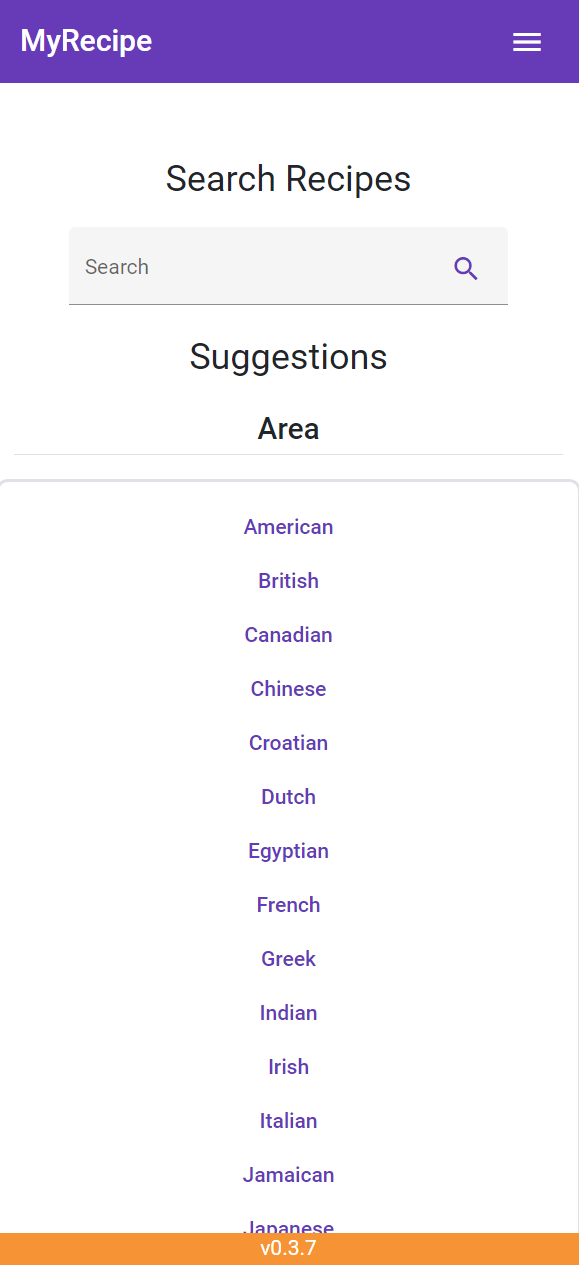 MyRecipe
Search Recipes
Search
Suggestions
Area
American
British
Canadian
Chinese
Croatian
Dutch
Egyptian
French
Greek
Indian
Irish
Italian
Jamaican
Japanese
v0.3.7